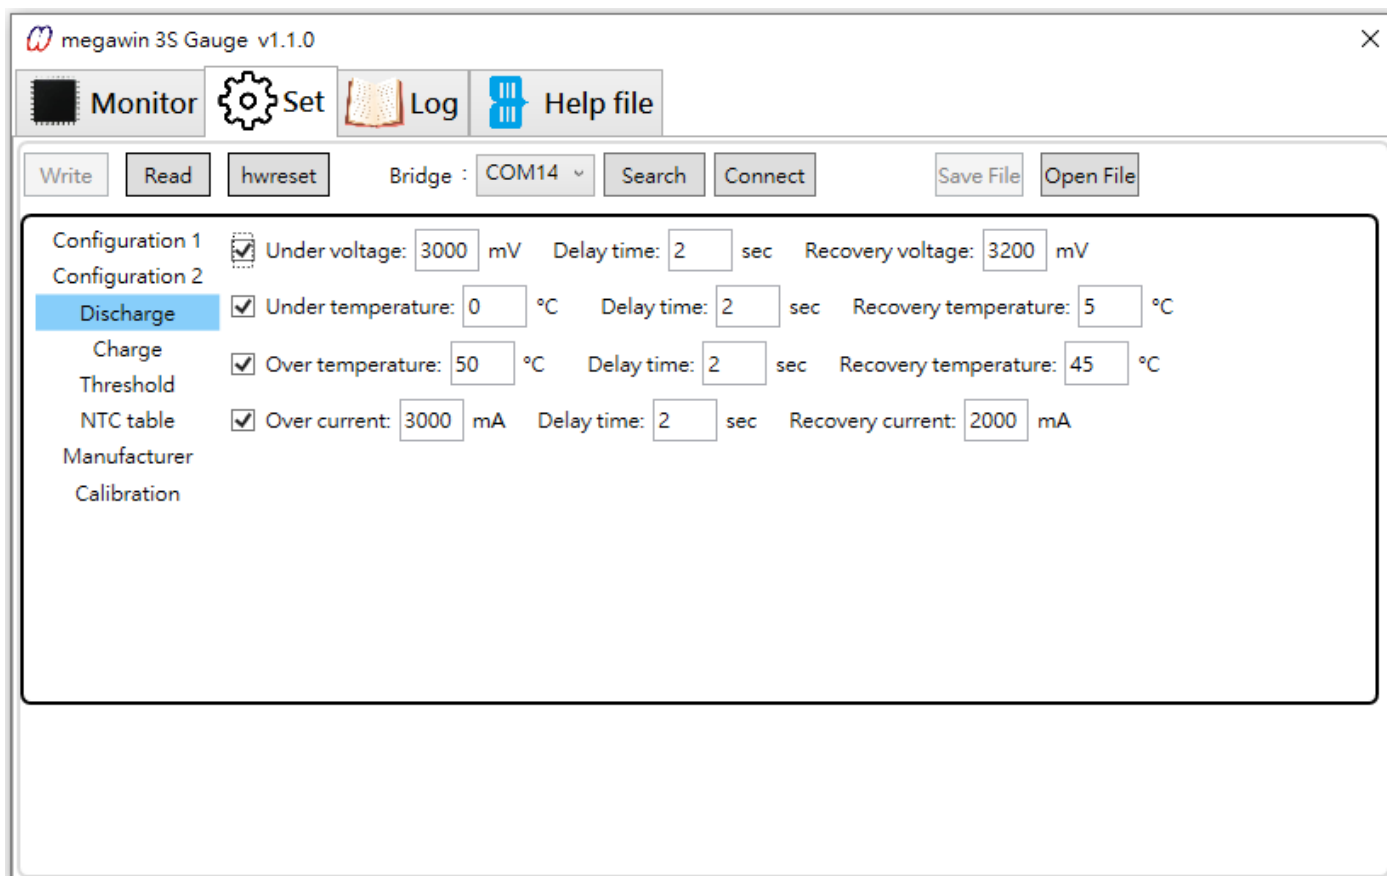 megawin 3S Gauge v1.1.0
Monitor Set Log Help file
Write Read hwreset Bridge : COM14 Search Connect Save File Open File
Configuration 1
Configuration 2
Discharge
Charge
Threshold
NTC table
Manufacturer
Calibration
Under voltage: 3000 mV Delay time: 2 sec Recovery voltage: 3200 mV
Under temperature: 0 °C Delay time: 2 sec Recovery temperature: 5 °C
Over temperature: 50 °C Delay time: 2 sec Recovery temperature: 45 °C
Over current: 3000 mA Delay time: 2 sec Recovery current: 2000 mA